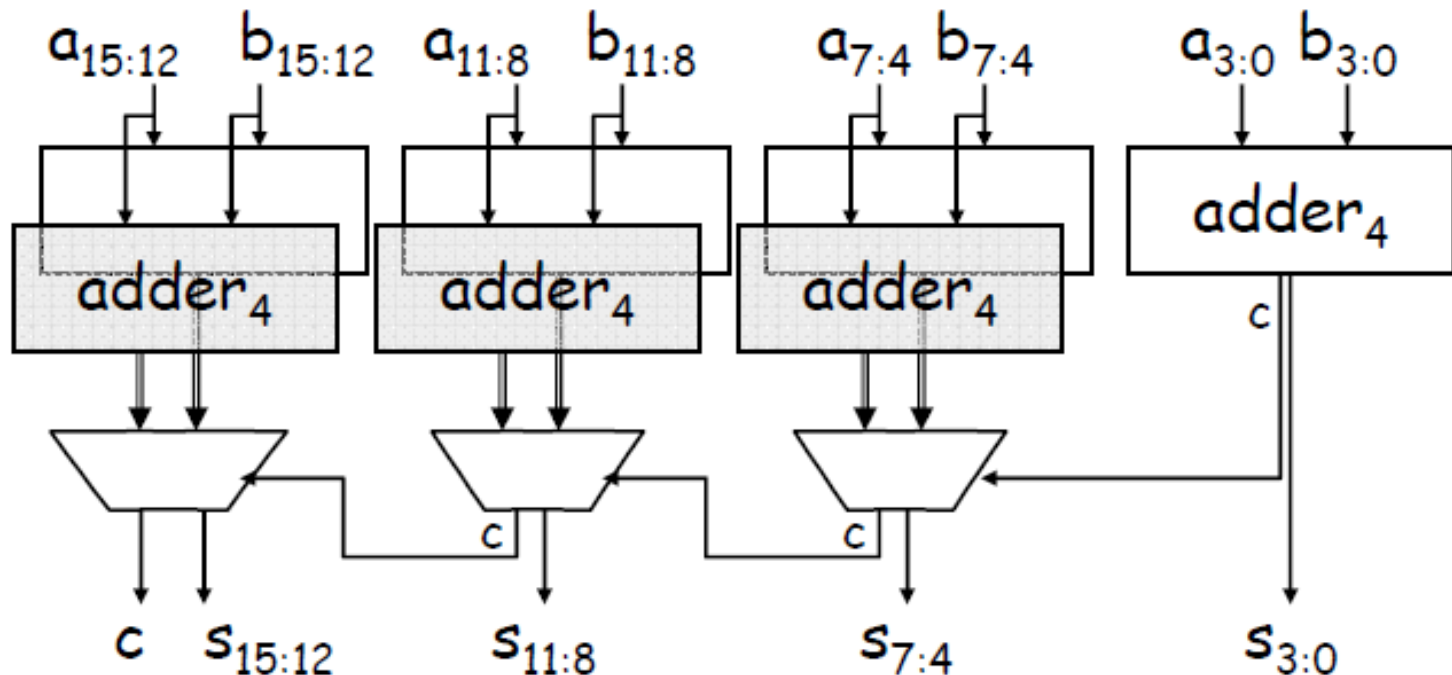 a15:12 b15:12 a11:8 b11:8 a7:4 b7:4 a3:0 b3:0
adder4 adder4 adder4 adder4
c
c c
c s15:12 s11:8 s7:4 s3:0